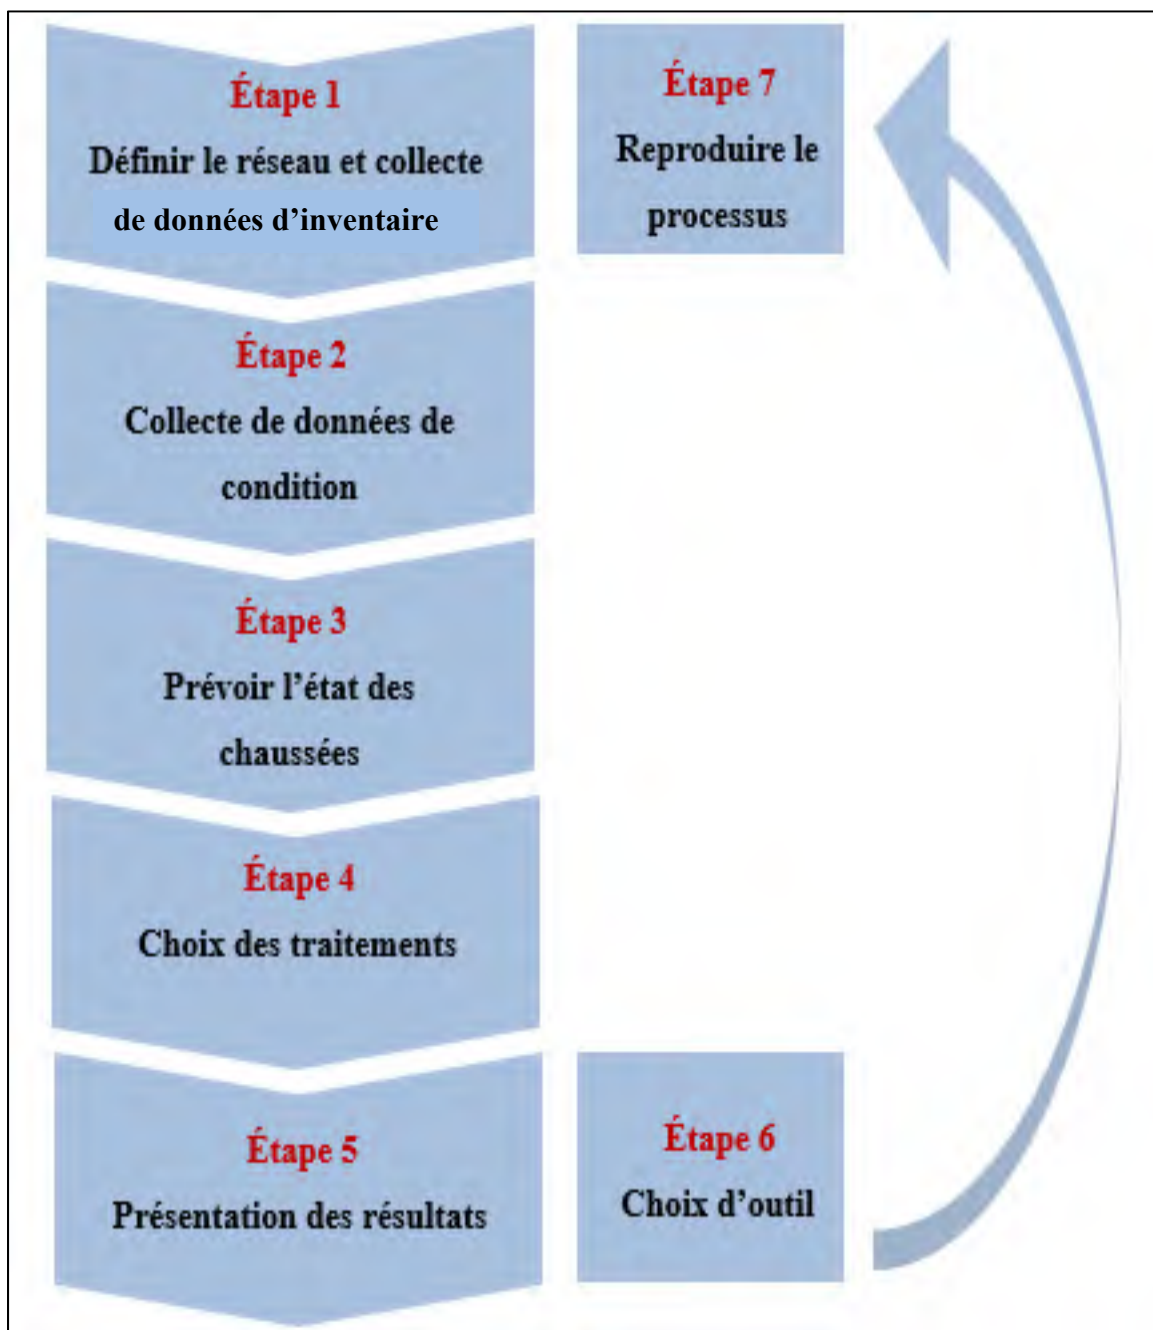 Étape 1
Définir le réseau et collecte
de données d’inventaire
Étape 2
Collecte de données de
condition
Étape 3
Prévoir l’état des
chaussées
Étape 4
Choix des traitements
Étape 5
Présentation des résultats
Étape 6
Choix d’outil
Étape 7
Reproduire le
processus